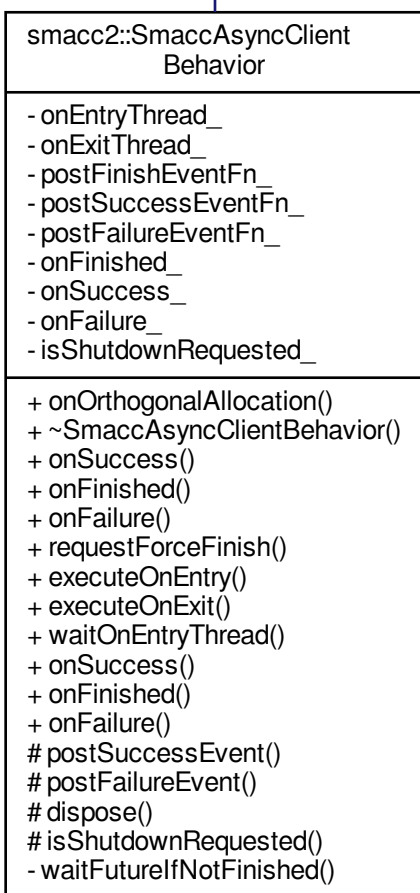 smacc2::SmaccAsyncClient
Behavior
- onEntryThread_
- onExitThread_
- postFinishEventFn_
- postSuccessEventFn_
- postFailureEventFn_
- onFinished_
- onSuccess_
- onFailure_
- isShutdownRequested_
+ onOrthogonalAllocation()
+ ~SmaccAsyncClientBehavior()
+ onSuccess()
+ onFinished()
+ onFailure()
+ requestForceFinish()
+ executeOnEntry()
+ executeOnExit()
+ waitOnEntryThread()
+ onSuccess()
+ onFinished()
+ onFailure()
# postSuccessEvent()
# postFailureEvent()
# dispose()
# isShutdownRequested()
- waitFutureIfNotFinished()